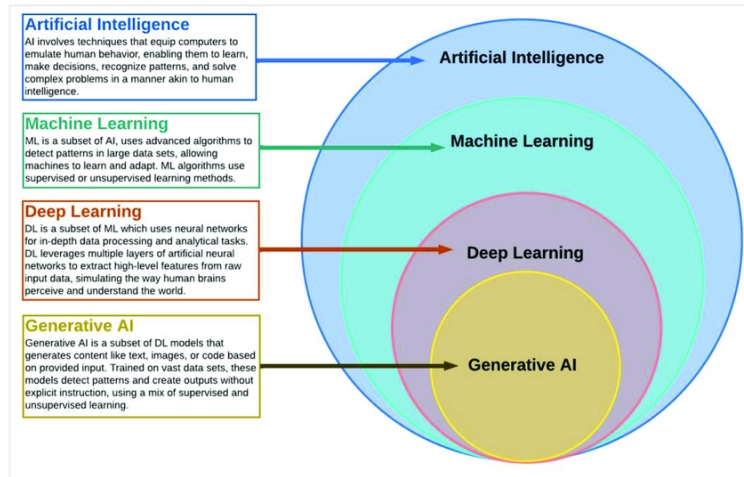 Artificial Intelligence
AI involves techniques that equip computers to
emulate human behavior, enabling them to learn,
make decisions, recognize patterns, and solve
complex problems in a manner akin to human
intelligence.
Machine Learning
ML is a subset of AI, uses advanced algorithms to
detect patterns in large data sets, allowing
machines to learn and adapt. ML algorithms use
supervised or unsupervised learning methods.
Deep Learning
DL is a subset of ML which uses neural networks
for in-depth data processing and analytical tasks.
DL leverages multiple layers of artificial neural
networks to extract high-level features from raw
input data, simulating the way human brains
perceive and understand the world.
Generative AI
Generative AI is a subset of DL models that
generates content like text, images, or code based
on provided input. Trained on vast data sets, these
models detect patterns and create outputs without
explicit instruction, using a mix of supervised and
unsupervised learning.
Artificial Intelligence
Machine Learning
Deep Learning
Generative AI